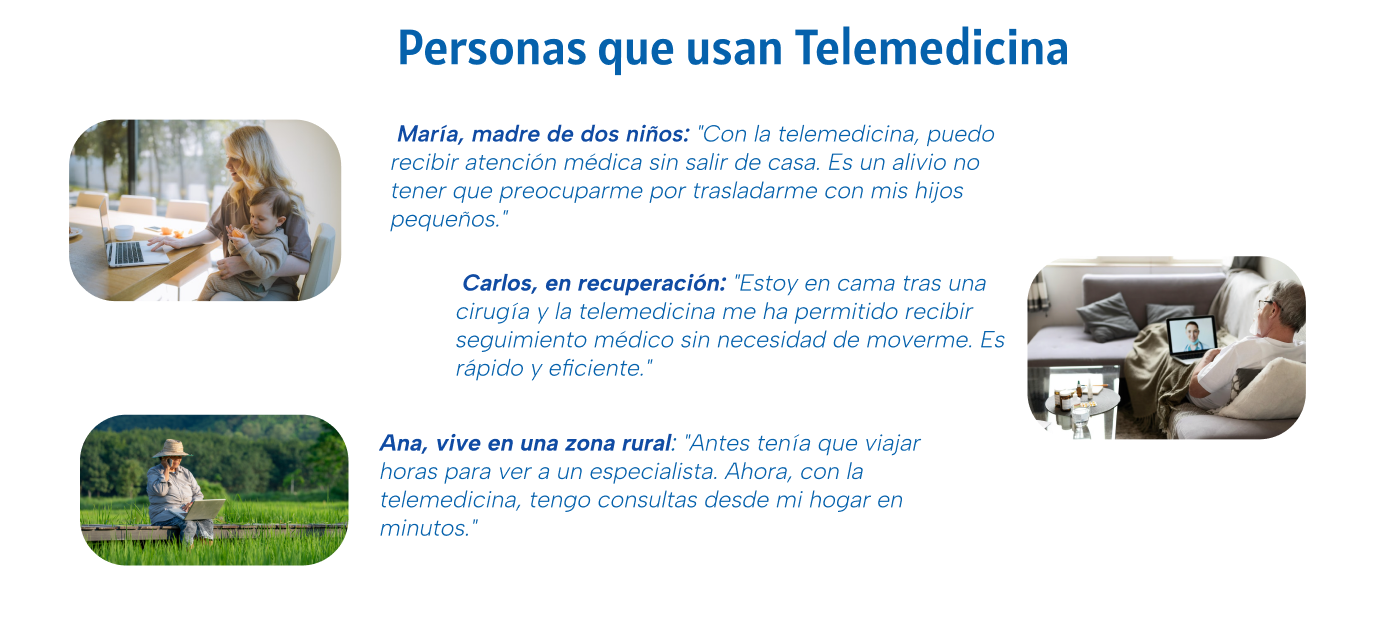 Personas que usan Telemedicina
María, madre de dos niños: "Con la telemedicina, puedo
recibir atención médica sin salir de casa. Es un alivio no
tener que preocuparme por trasladarme con mis hijos
pequeños."
Carlos, en recuperación: "Estoy en cama tras una
cirugía y la telemedicina me ha permitido recibir
seguimiento médico sin necesidad de moverme. Es
rápido y eficiente."
Ana, vive en una zona rural: "Antes tenía que viajar
horas para ver a un especialista. Ahora, con la
telemedicina, tengo consultas desde mi hogar en
minutos."